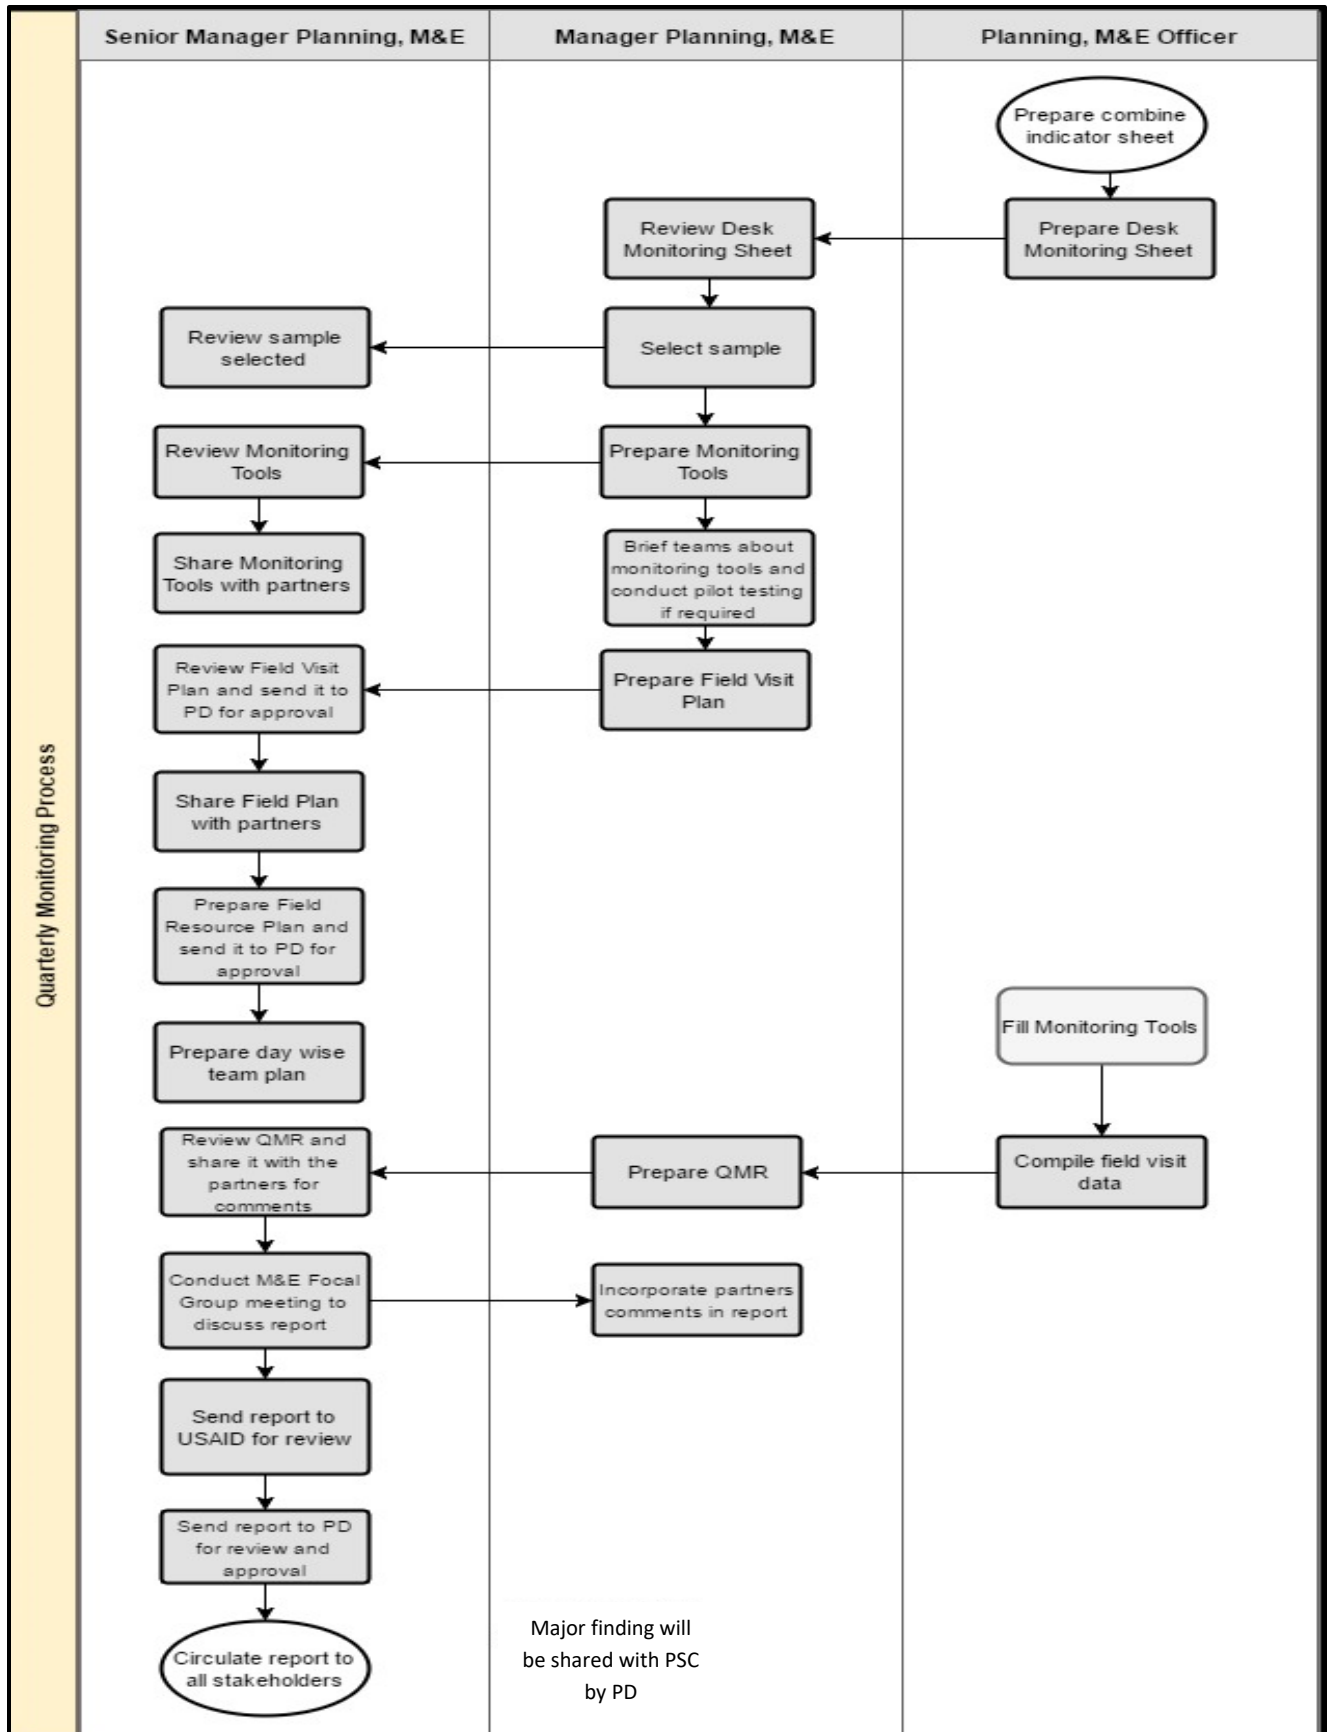 Senior Manager Planning, M&E
Manager Planning, M&E
Planning, M&E Officer
Quarterly Monitoring Process
Prepare combine
indicator sheet
Review Desk
Monitoring Sheet
Prepare Desk
Monitoring Sheet
Review sample
selected
Select sample
Review Monitoring
Tools
Prepare Monitoring
Tools
Share Monitoring
Tools with partners
Brief teams about
monitoring tools and
conduct pilot testing
if required
Review Field Visit
Plan and send it to
PD for approval
Prepare Field Visit
Plan
Share Field Plan
with partners
Prepare Field
Resource Plan and
send it to PD for
approval
Prepare day wise
team plan
Fill Monitoring Tools
Review QMR and
share it with the
partners for
comments
Prepare QMR
Compile field visit
data
Conduct M&E Focal
Group meeting to
discuss report
Incorporate partners
comments in report
Send report to
USAID for review
Send report to PD
for review and
approval
Circulate report to
all stakeholders
Major finding will
be shared with PSC
by PD